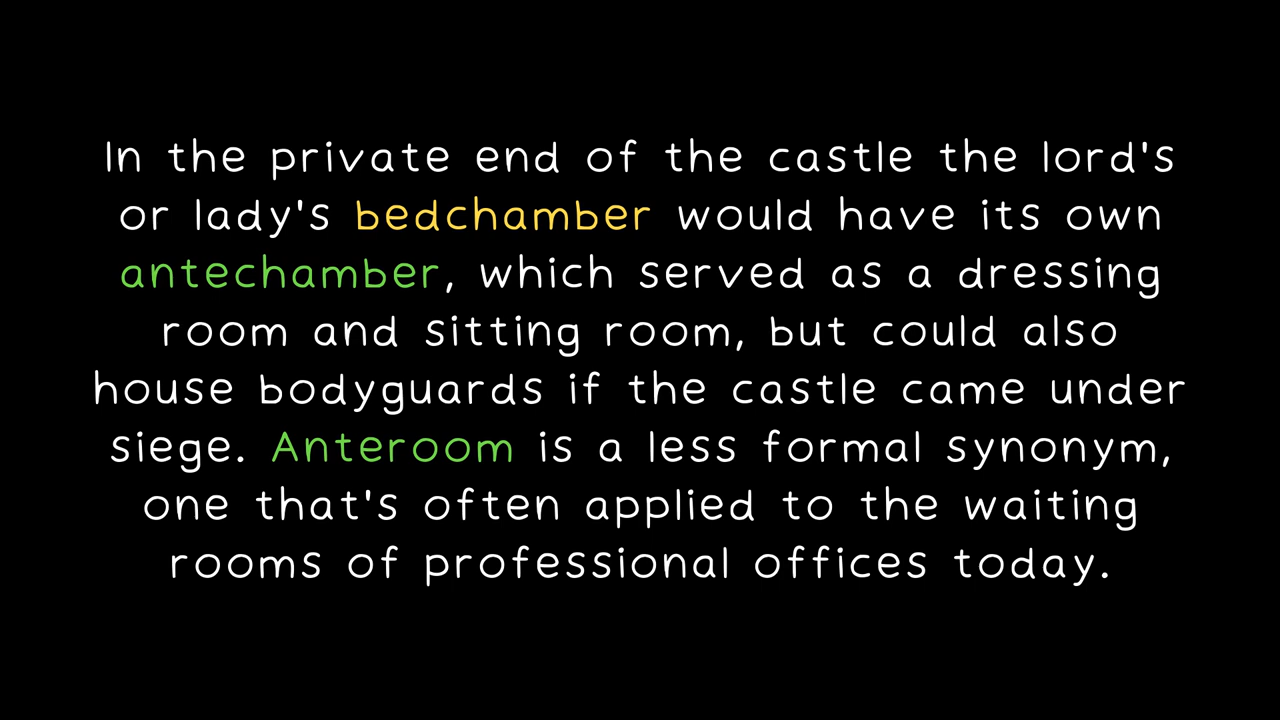 In the private end of the castle the lord's
or lady's bedchamber would have its own
antechamber, which served as a dressing
room and sitting room, but could also
house bodyguards if the castle came under
siege. Anteroom is a less formal synonym,
one that's often applied to the waiting
rooms of professional offices today.